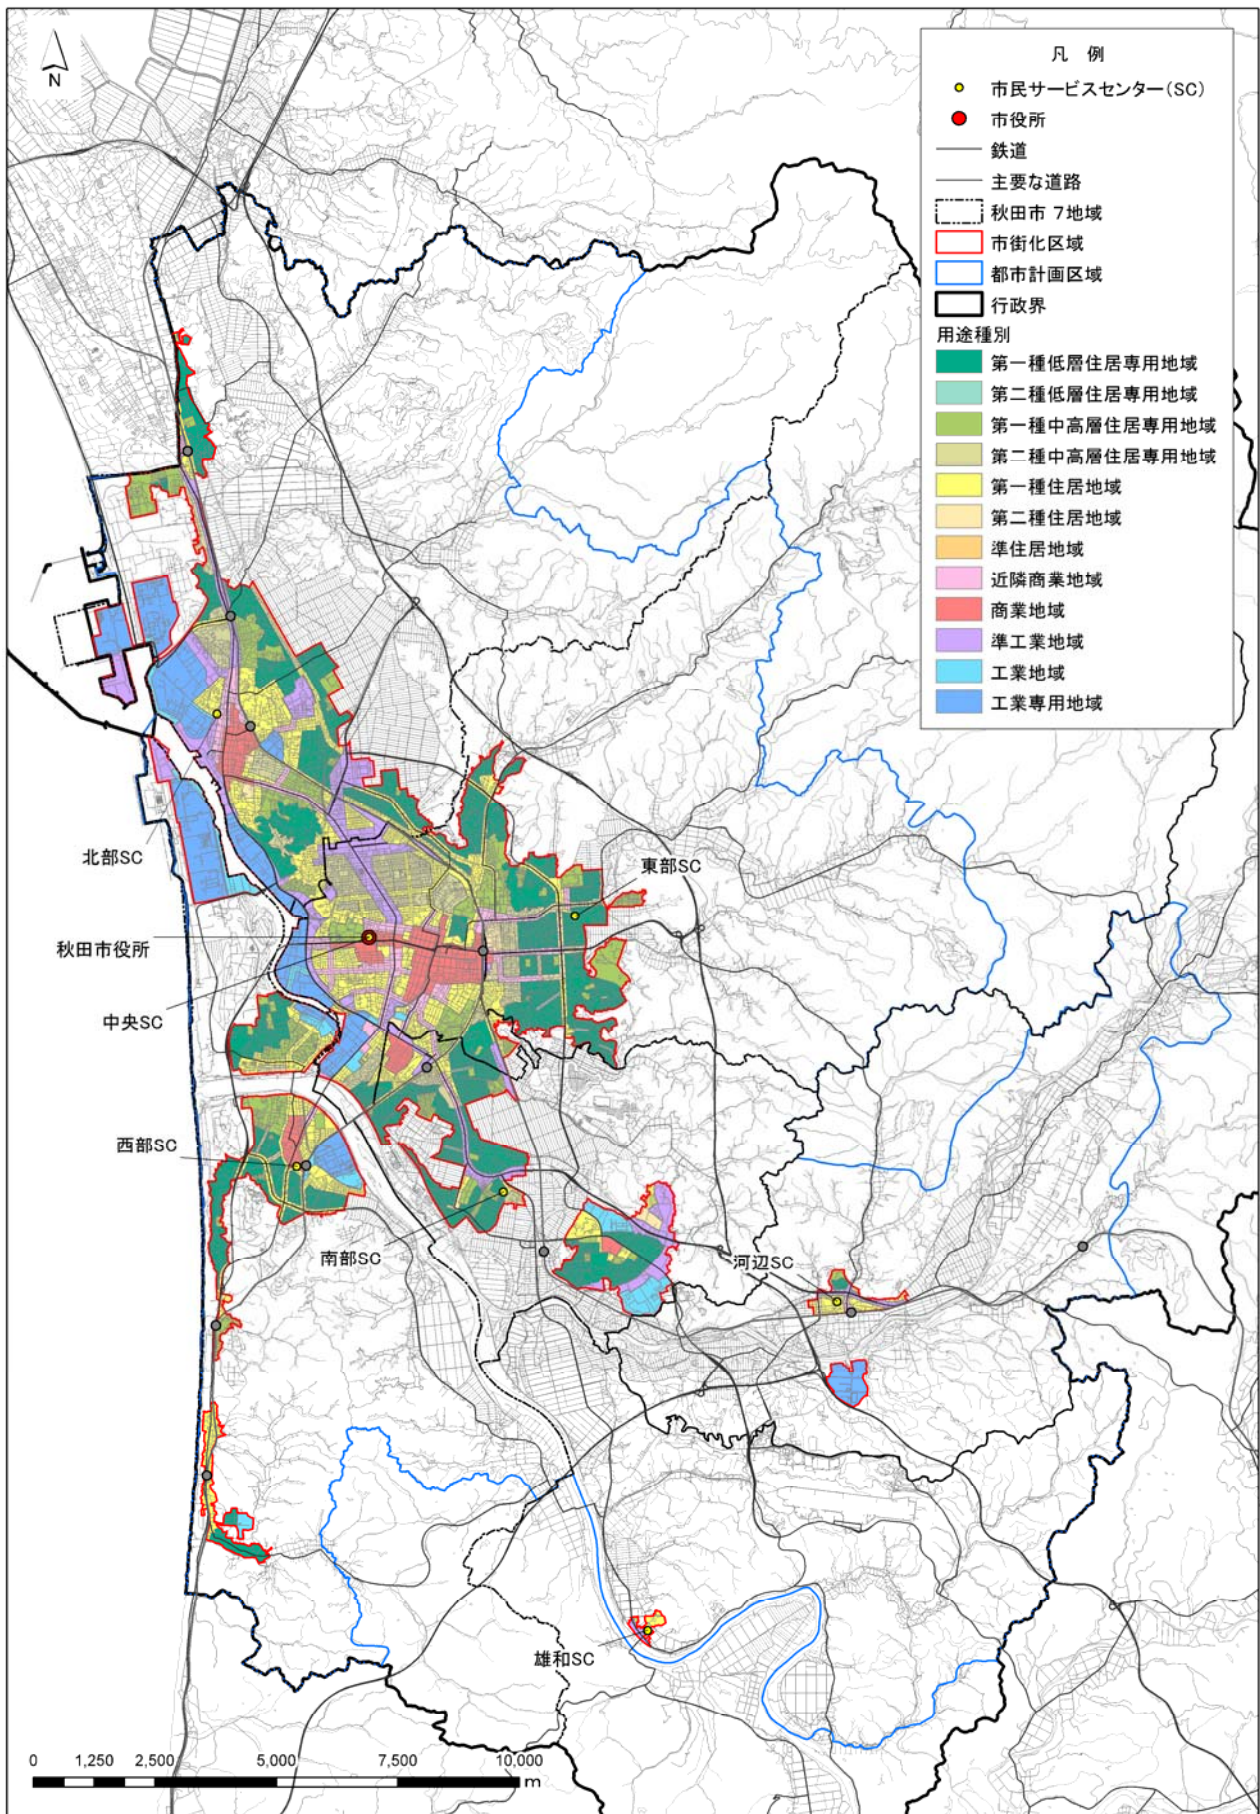 N
凡 例
市民サービスセンター(SC)
市役所
鉄道
主要な道路
秋田市 7地域
市街化区域
都市計画区域
行政界
用途種別
第一種低層住居専用地域
第二種低層住居専用地域
第一種中高層住居専用地域
第二種中高層住居専用地域
第一種住居地域
第二種住居地域
準住居地域
近隣商業地域
商業地域
準工業地域
工業地域
工業専用地域
北部SC
東部SC
秋田市役所
中央SC
西部SC
南部SC
河辺SC
雄和SC
0 1,250 2,500 5,000 7,500 10,000
m